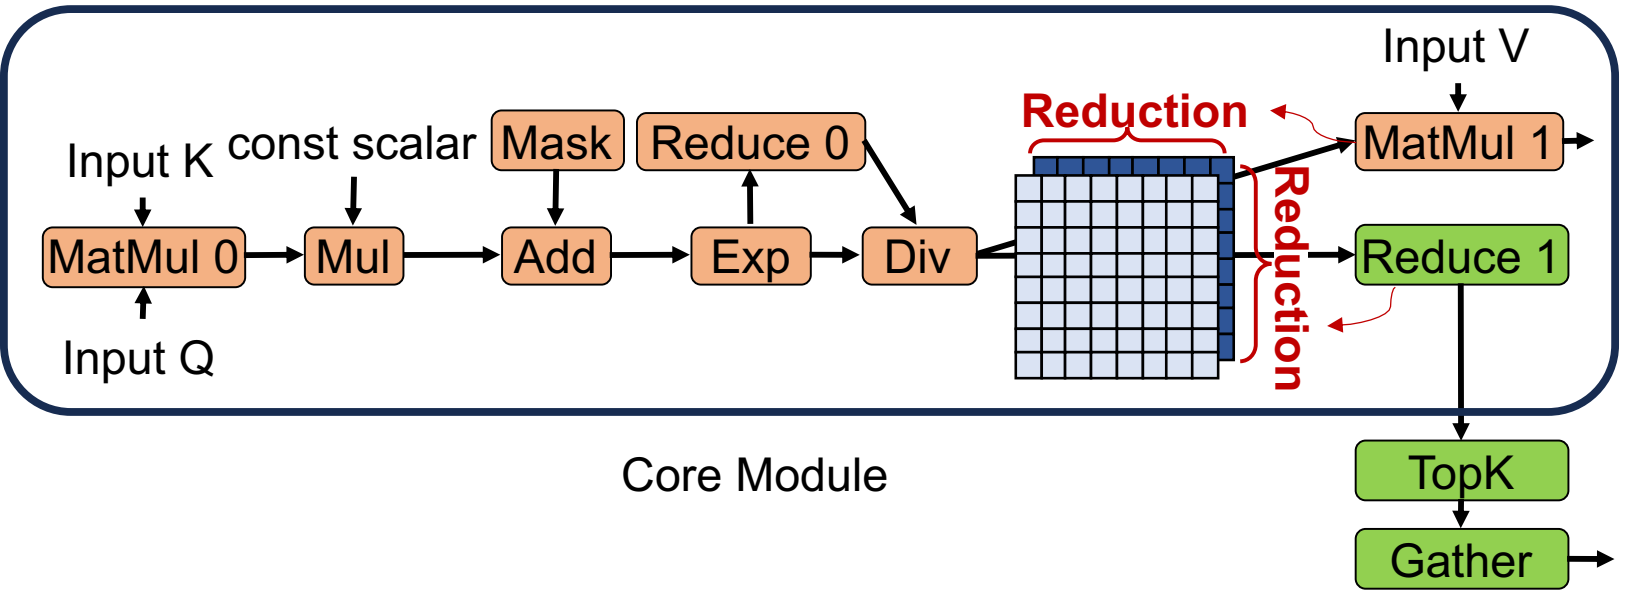 Input V
Reduction
Input K
const scalar
Mask
Reduce 0
MatMul 1
MatMul 0
Mul
Add
Exp
Div
Reduction
Reduce 1
Input Q
Core Module
TopK
Gather